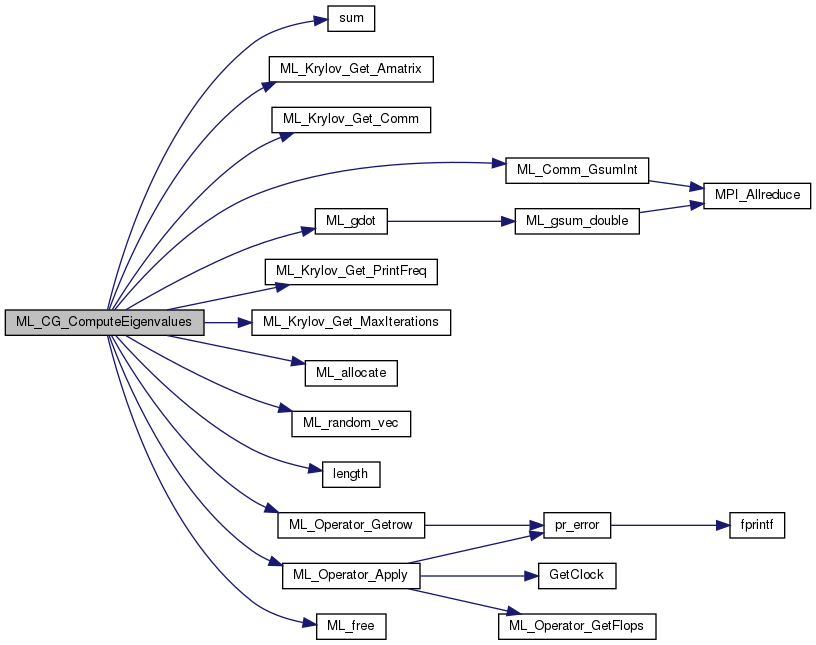 sum
ML_Krylov_Get_Amatrix
ML_Krylov_Get_Comm
ML_Comm_GsumInt
MPI_Allreduce
ML_gdot
ML_gsum_double
ML_Krylov_Get_PrintFreq
ML_CG_ComputeEigenvalues
ML_Krylov_Get_MaxIterations
ML_allocate
ML_random_vec
length
ML_Operator_Getrow
pr_error
fprintf
ML_Operator_Apply
GetClock
ML_free
ML_Operator_GetFlops